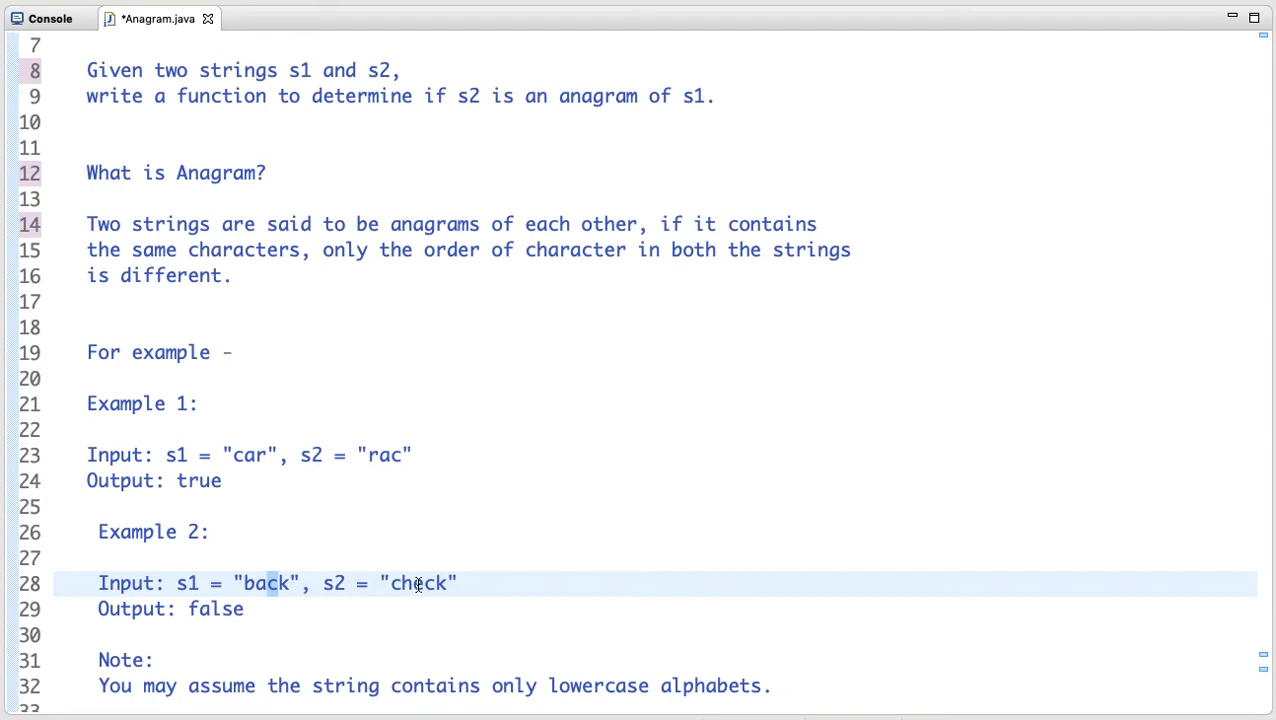 Console
*Anagram.java
7
8 Given two strings s1 and s2,
9 write a function to determine if s2 is an anagram of s1.
10
11
12 What is Anagram?
13
14 Two strings are said to be anagrams of each other, if it contains
15 the same characters, only the order of character in both the strings
16 is different.
17
18
19 For example -
20
21 Example 1:
22
23 Input: s1 = "car", s2 = "rac"
24 Output: true
25
26 Example 2:
27
28 Input: s1 = "back", s2 = "check"
29 Output: false
30
31 Note:
32 You may assume the string contains only lowercase alphabets.
33